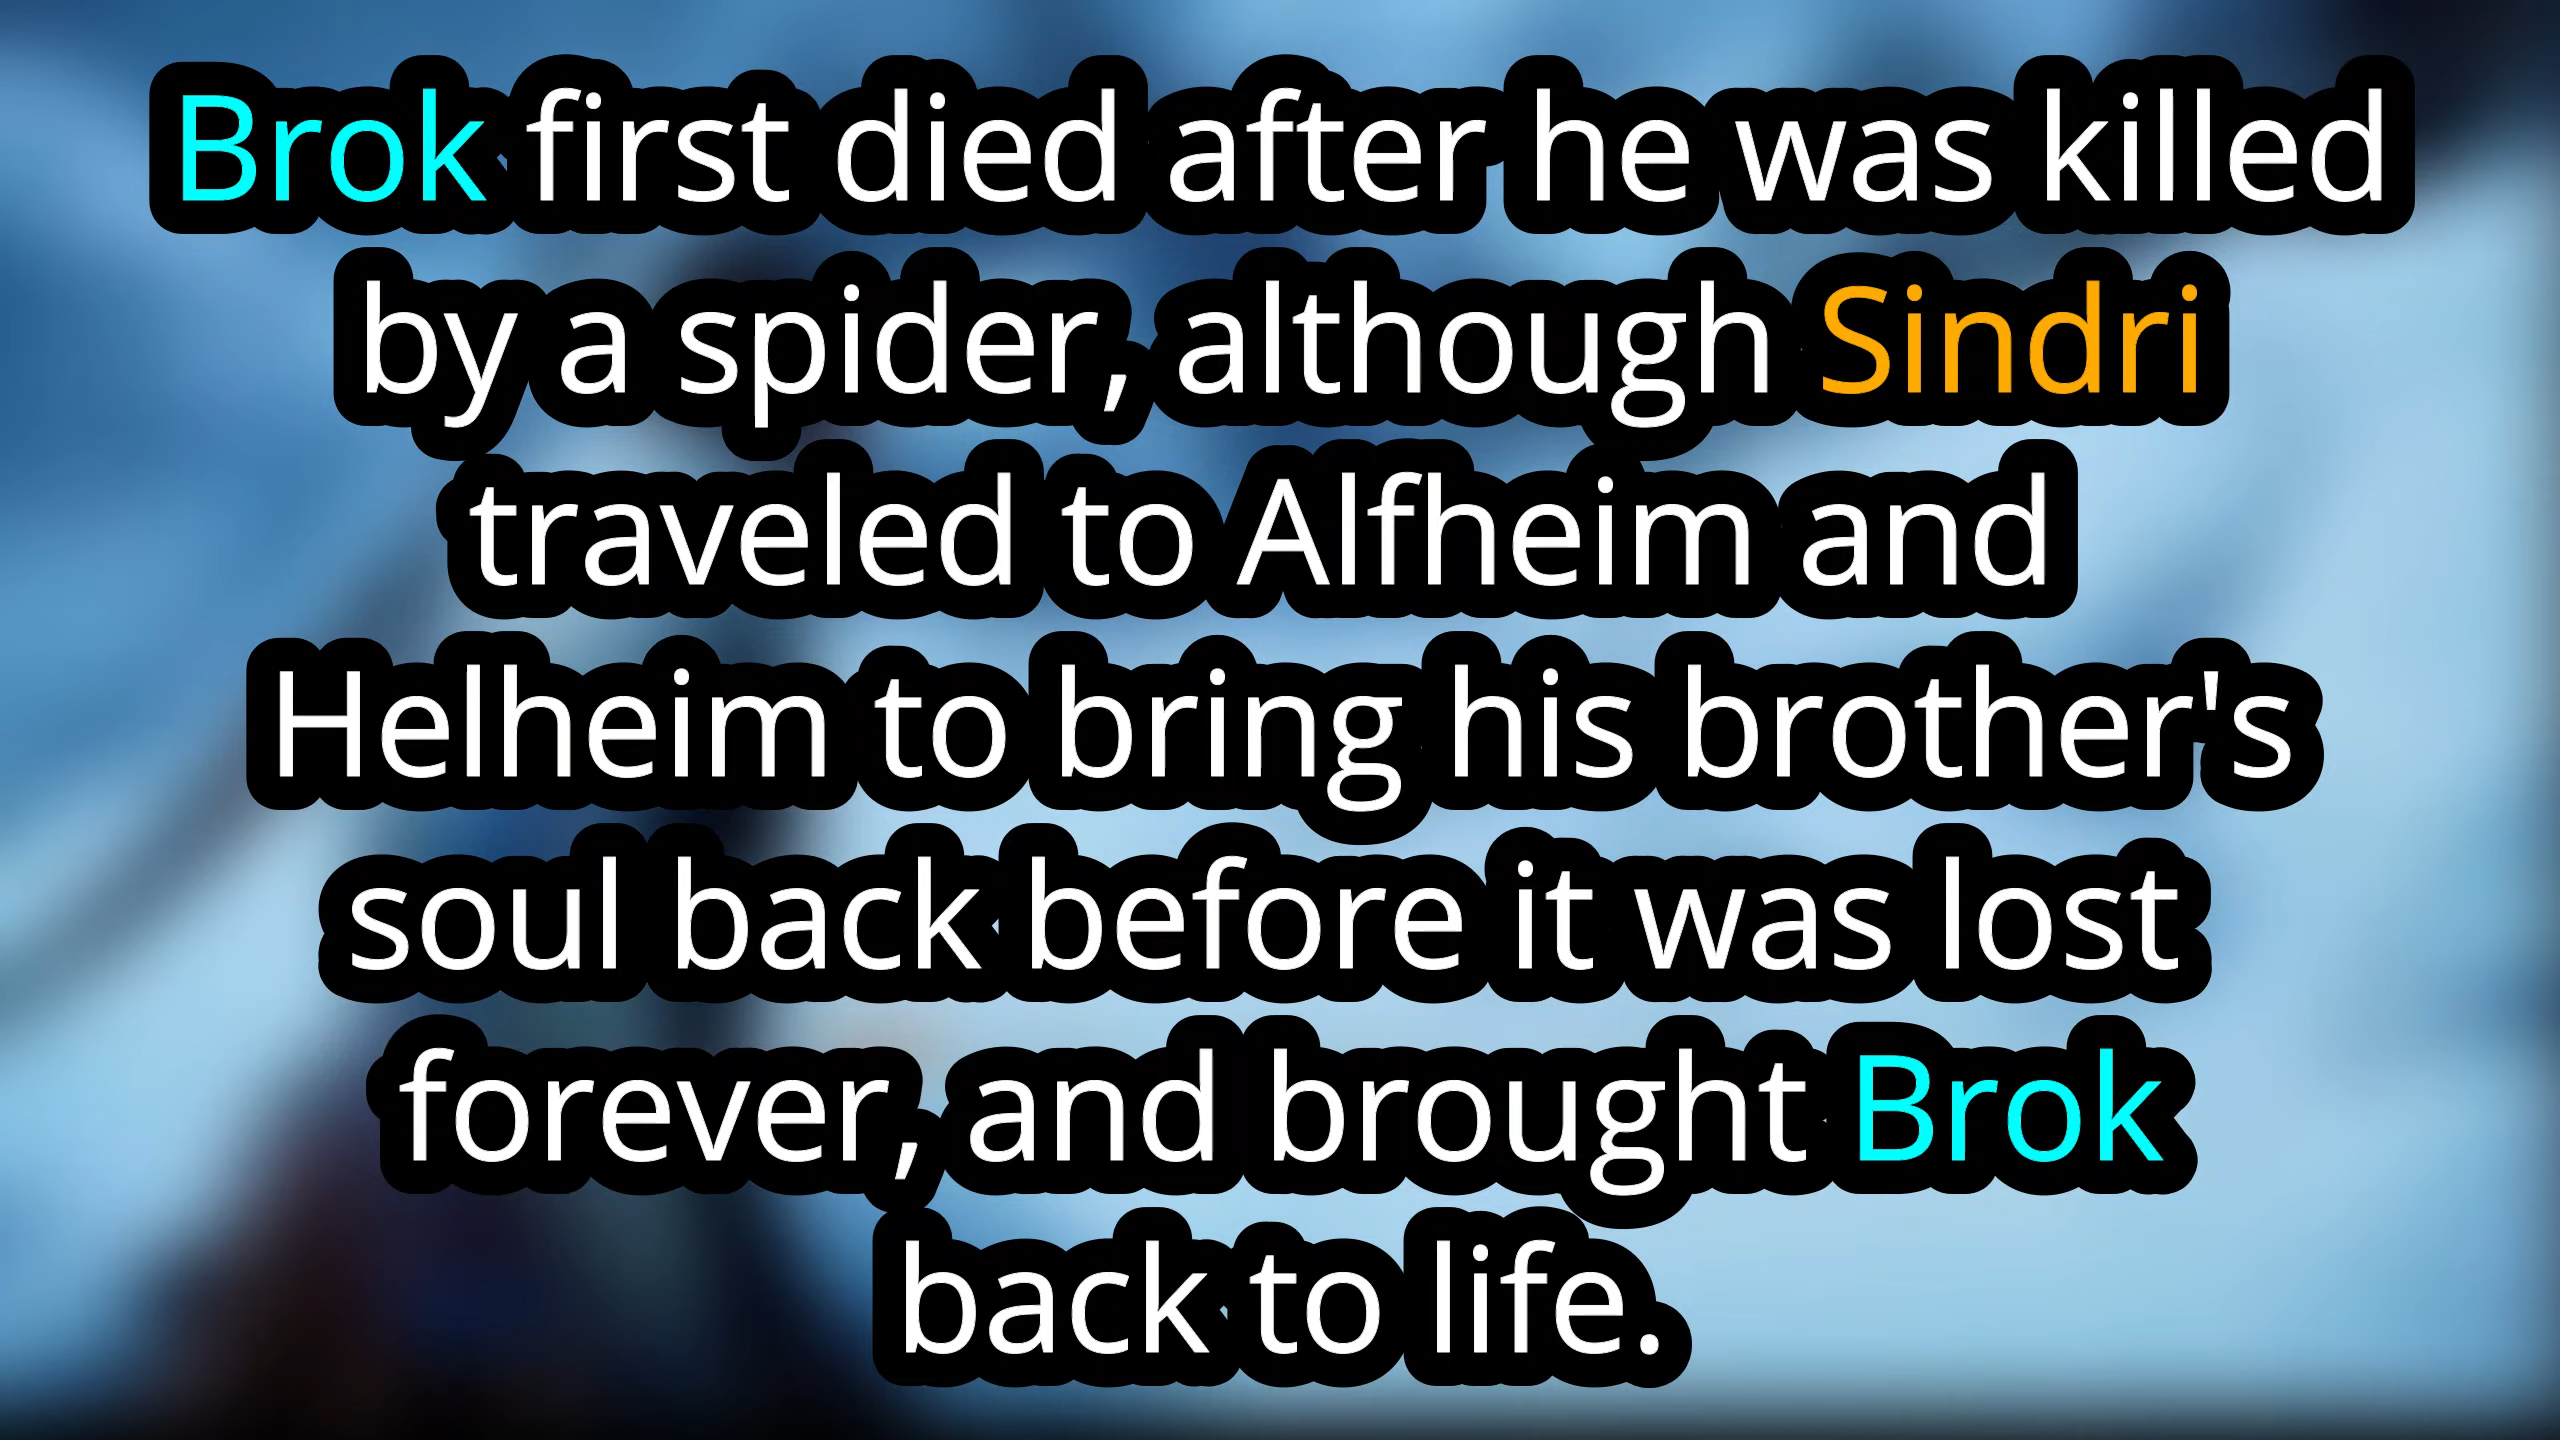 Brok first died after he was killed
by a spider, although Sindri
traveled to Alfheim and
Helheim to bring his brother's
soul back before it was lost
forever, and brought Brok
back to life.